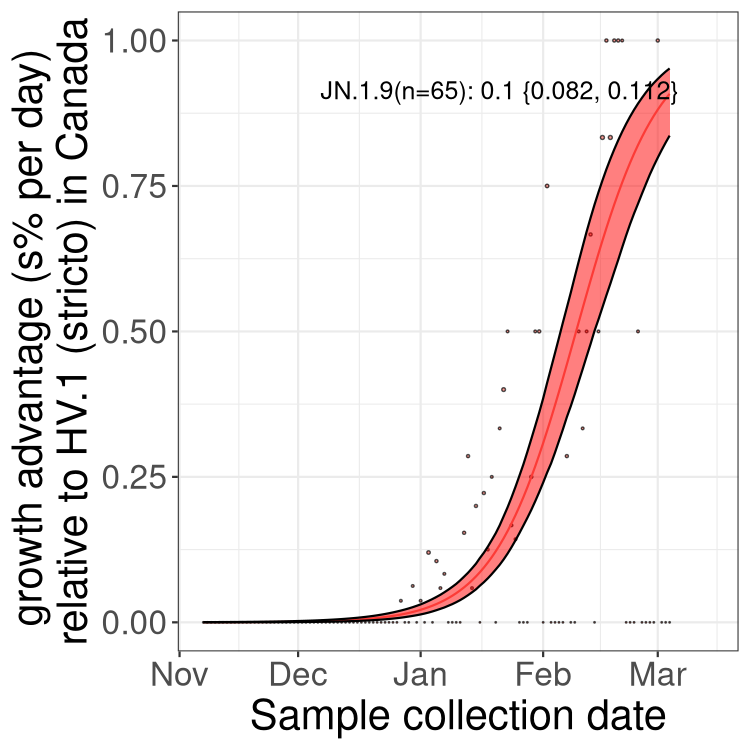 growth advantage (s% per day)
relative to HV.1 (stricto) in Canada
1.00
0.75
0.50
0.25
0.00
JN.1.9(n=65): 0.1 {0.082, 0.112}
Nov Dec Jan Feb Mar
Sample collection date